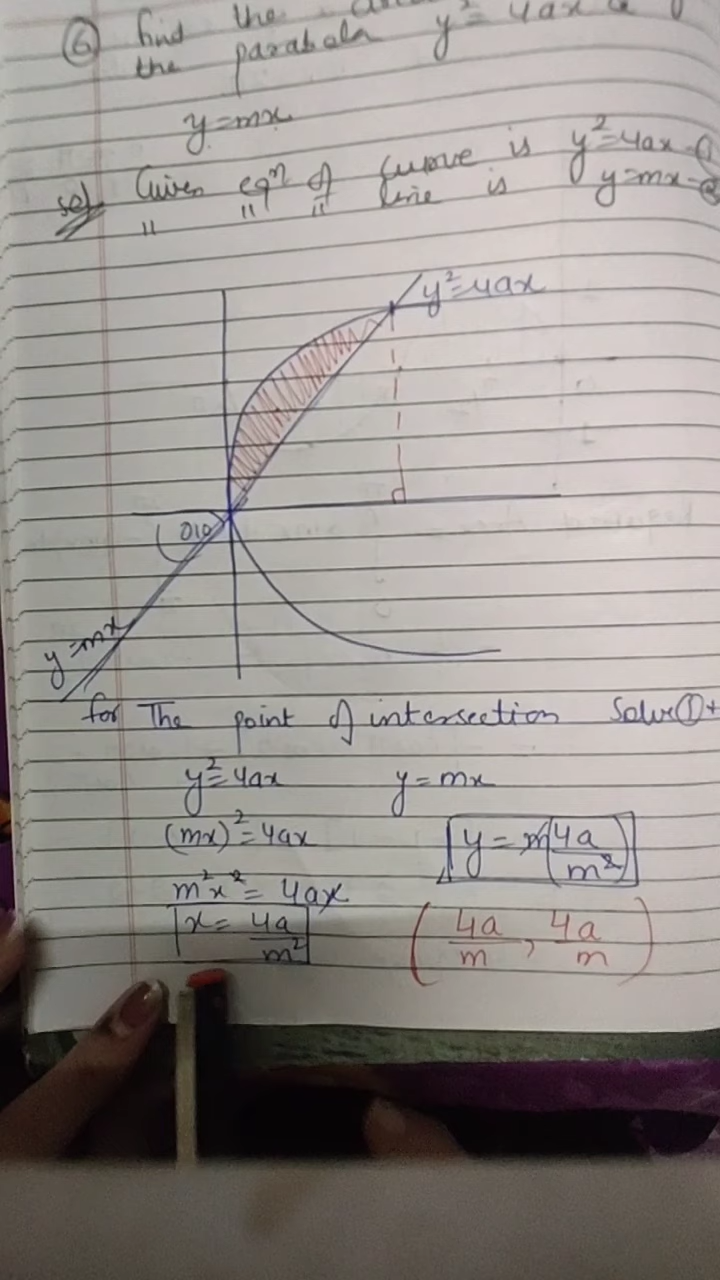 ⑥ find the
the parabola y² = 4ax
y=mx
Sol Given eqⁿ of curve is y²=4ax-①
" " " line is y=mx-②
y²=4ax
(0,0
y=mx
for The point of intersection Solve①+
y²=4ax y=mx
(mx)²=4ax y=m(4a/m²)
m²x²=4ax
x=4a/m² (4a/m, 4a/m)